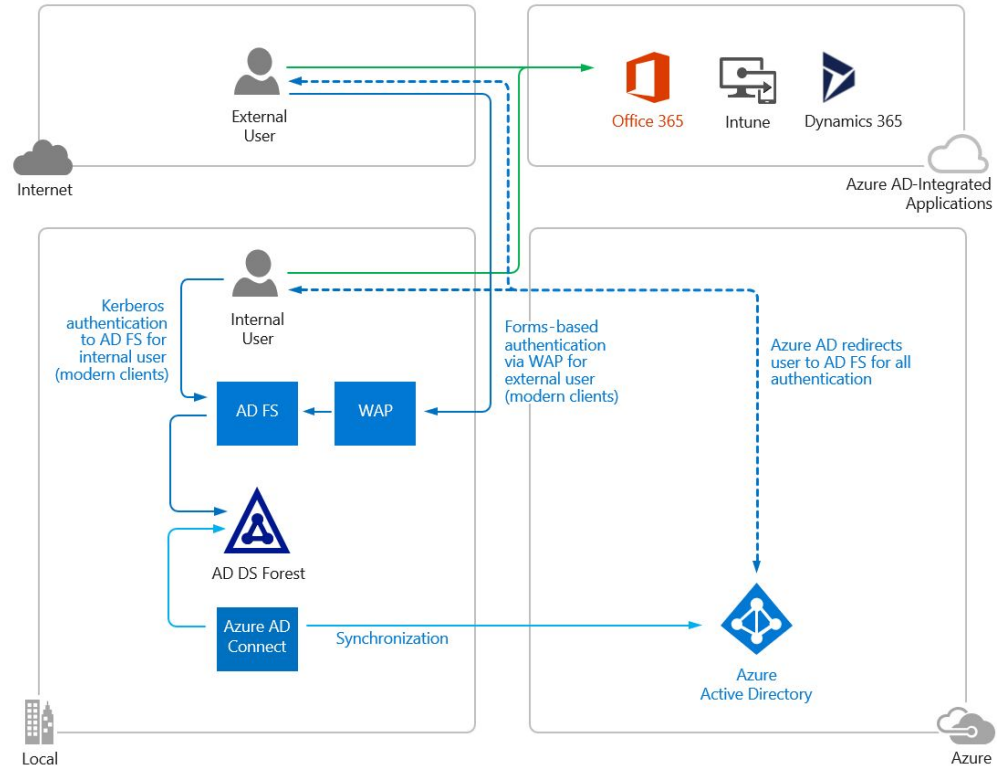 External
User
Internet
Office 365
Intune
Dynamics 365
Azure AD-Integrated
Applications
Internal
User
Kerberos
authentication
to AD FS for
internal user
(modern clients)
AD FS
WAP
Forms-based
authentication
via WAP for
external user
(modern clients)
Azure AD redirects
user to AD FS for all
authentication
AD DS Forest
Azure AD
Connect
Synchronization
Azure
Active Directory
Local
Azure